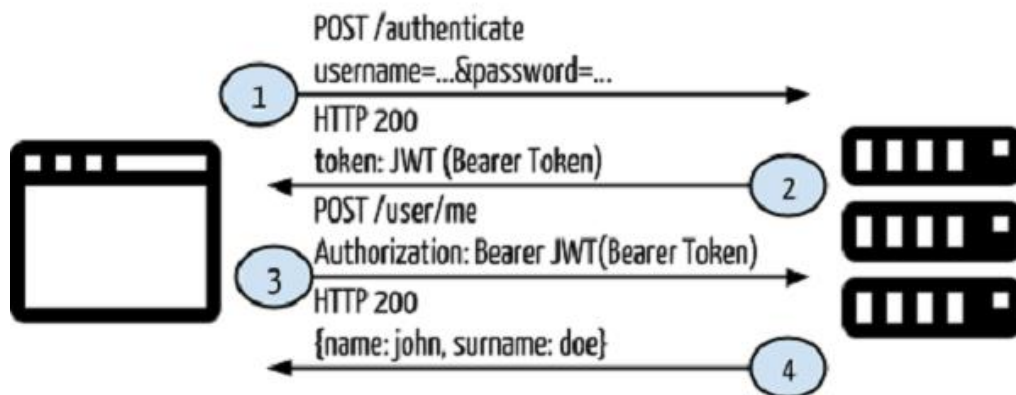 POST /authenticate
username=...&password=...
1
HTTP 200
token: JWT (Bearer Token)
2
POST /user/me
Authorization: Bearer JWT(Bearer Token)
3
HTTP 200
{name: john, surname: doe}
4